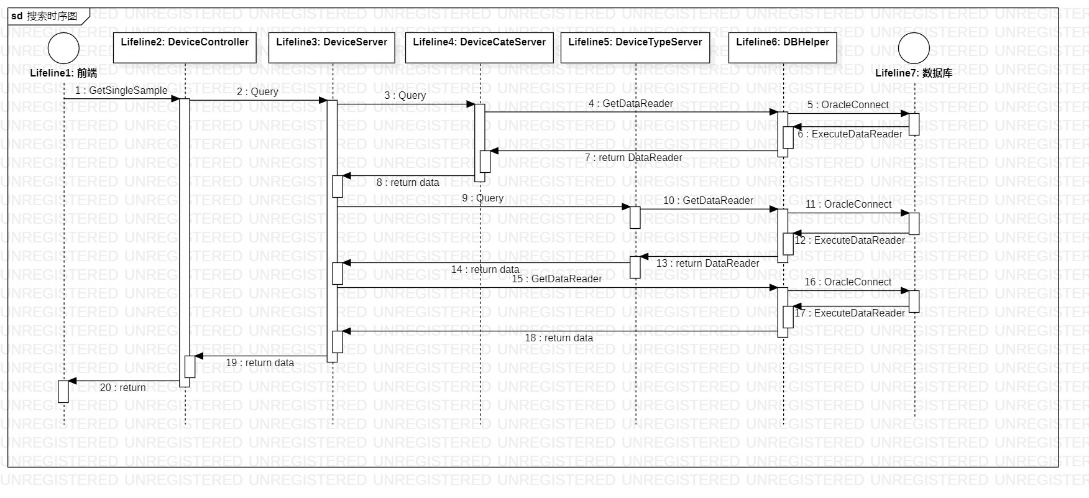 sd 搜索时序图
Lifeline1: 前端
Lifeline2: DeviceController
Lifeline3: DeviceServer
Lifeline4: DeviceCateServer
Lifeline5: DeviceTypeServer
Lifeline6: DBHelper
Lifeline7: 数据库
1 : GetSingleSample
2 : Query
3 : Query
4 : GetDataReader
5 : OracleConnect
6 : ExecuteDataReader
7 : return DataReader
8 : return data
9 : Query
10 : GetDataReader
11 : OracleConnect
12 : ExecuteDataReader
13 : return DataReader
14 : return data
15 : GetDataReader
16 : OracleConnect
17 : ExecuteDataReader
18 : return data
19 : return data
20 : return
UNREGISTERED